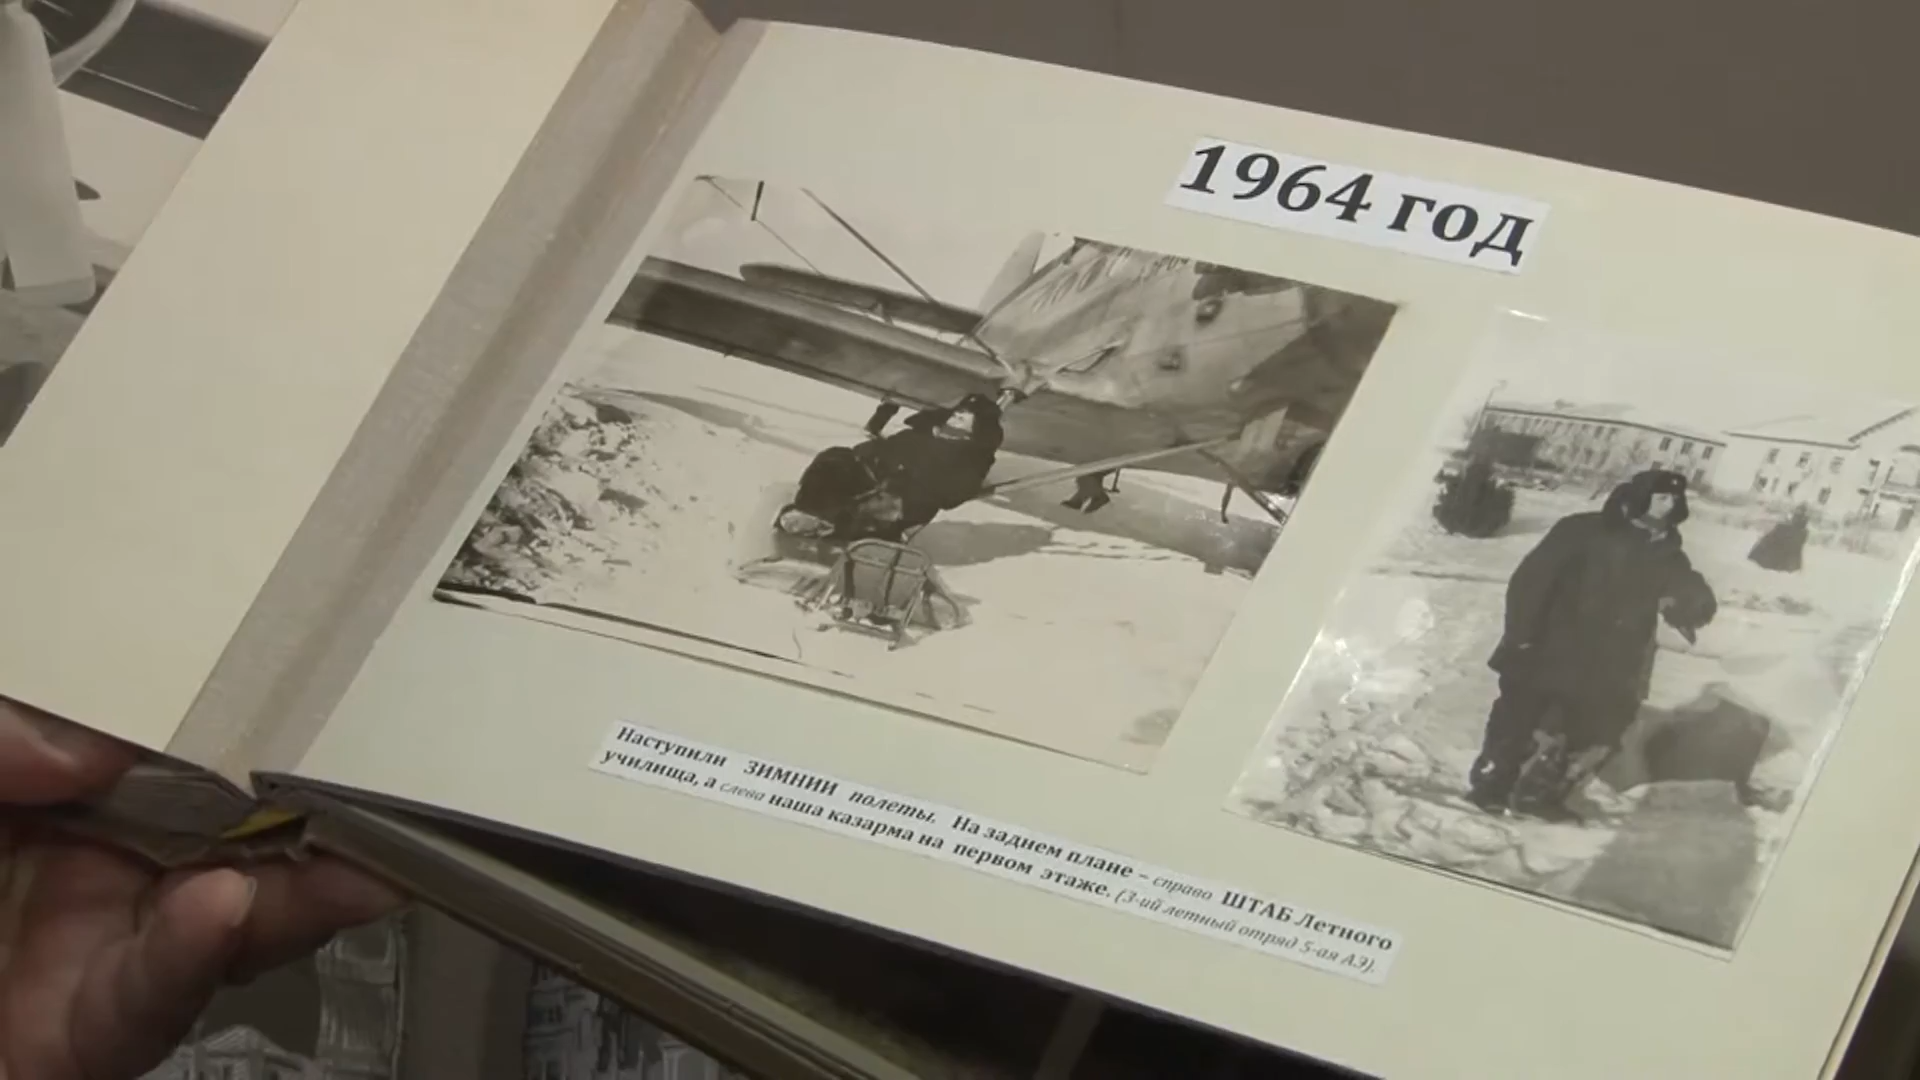 1964 год
Наступили ЗИМНИИ полеты. На заднем плане – справо ШТАБ Летного
училища, а слева наша казарма на первом этаже. (3-ий летный отряд 5-ая АЭ).